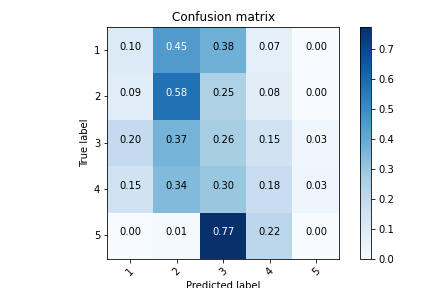 Confusion matrix
1 0.10 0.45 0.38 0.07 0.00
2 0.09 0.58 0.25 0.08 0.00
3 0.20 0.37 0.26 0.15 0.03
4 0.15 0.34 0.30 0.18 0.03
5 0.00 0.01 0.77 0.22 0.00
1 2 3 4 5
True label
Predicted label
0.7
0.6
0.5
0.4
0.3
0.2
0.1
0.0